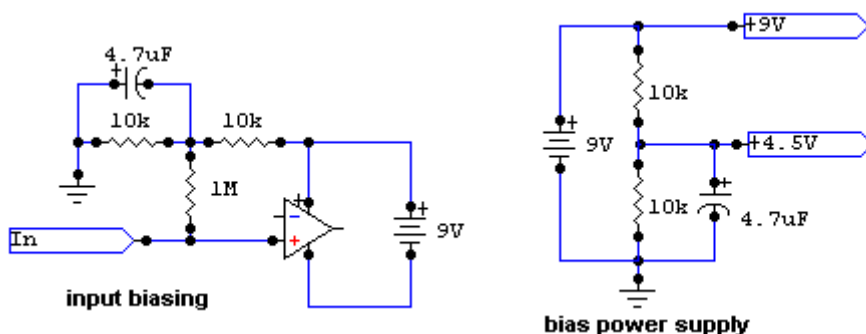 4.7uF
+
10k
10k
1M
+
-
+
In
+
9V
input biasing
+9V
10k
+
9V
+4.5V
+
10k
4.7uF
bias power supply